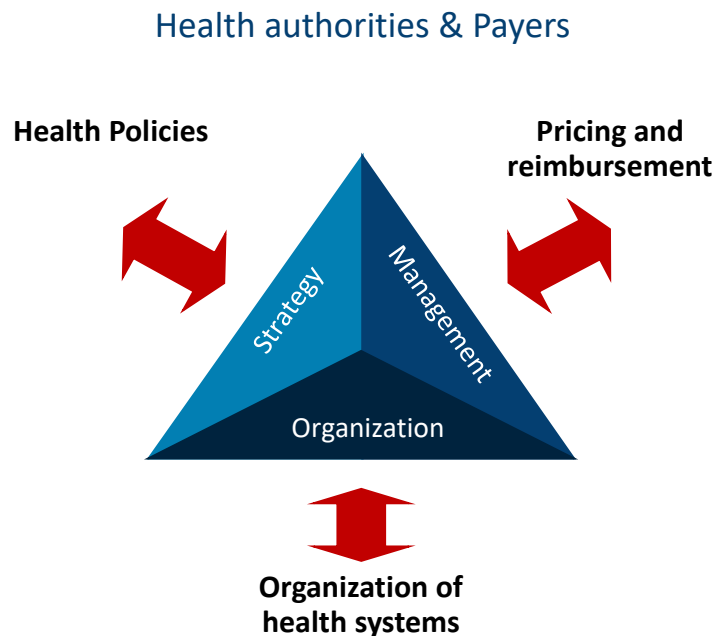 Health authorities & Payers
Health Policies
Pricing and
reimbursement
Strategy
Management
Organization
Organization of
health systems